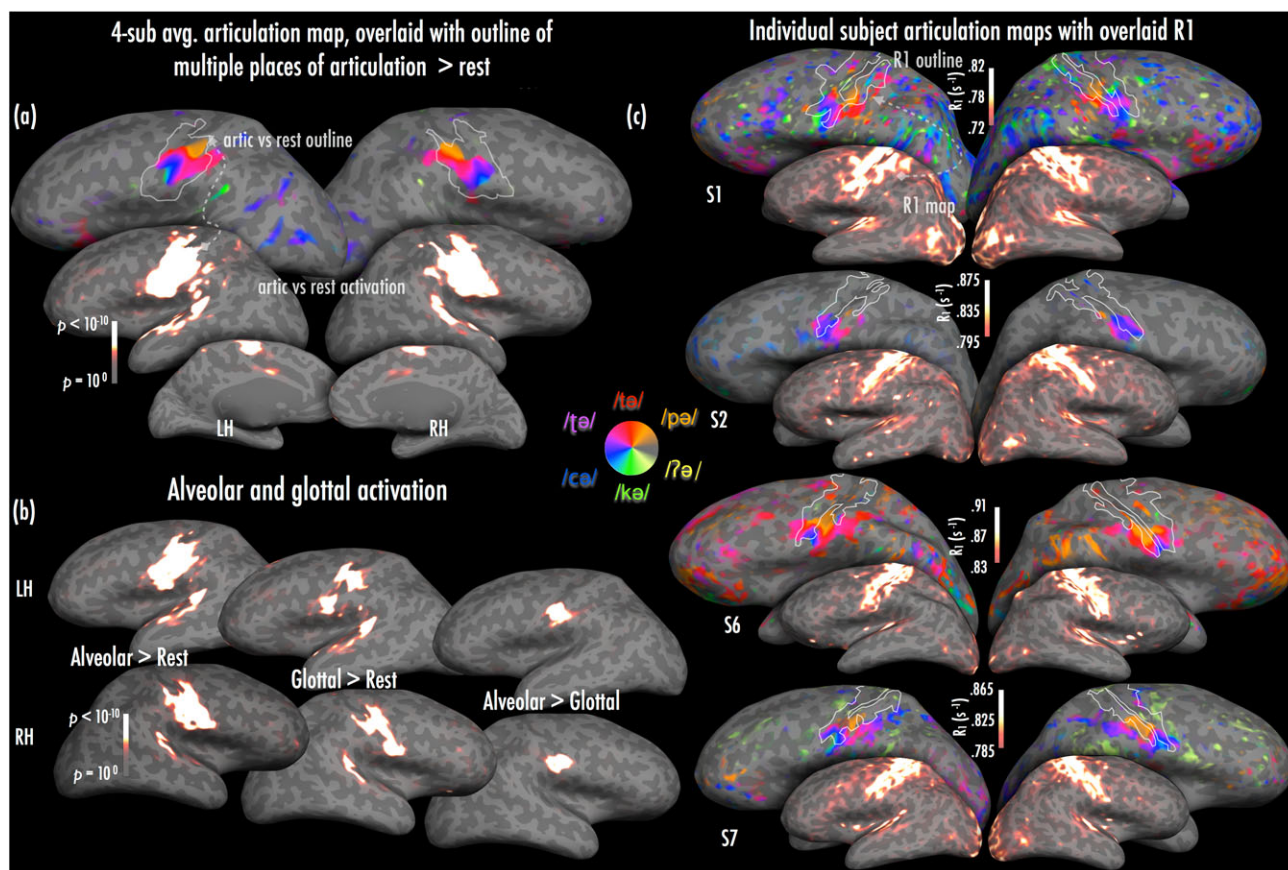 4-sub avg. articulation map, overlaid with outline of
multiple places of articulation > rest
(a)
artic vs rest outline
artic vs rest activation
p < 10-10
p = 10⁰
LH
RH
Alveolar and glottal activation
(b)
LH
Alveolar > Rest
Glottal > Rest
Alveolar > Glottal
RH
p < 10-10
p = 10⁰
/tə/
/ʈə/
/pə/
/cə/
/ʔə/
/kə/
Individual subject articulation maps with overlaid R1
(c)
R1 outline
.82
.78
.72
R1 (s-1)
R1 map
S1
.875
.835
.795
R1 (s-1)
S2
.91
.87
.83
R1 (s-1)
S6
.865
.825
.785
R1 (s-1)
S7